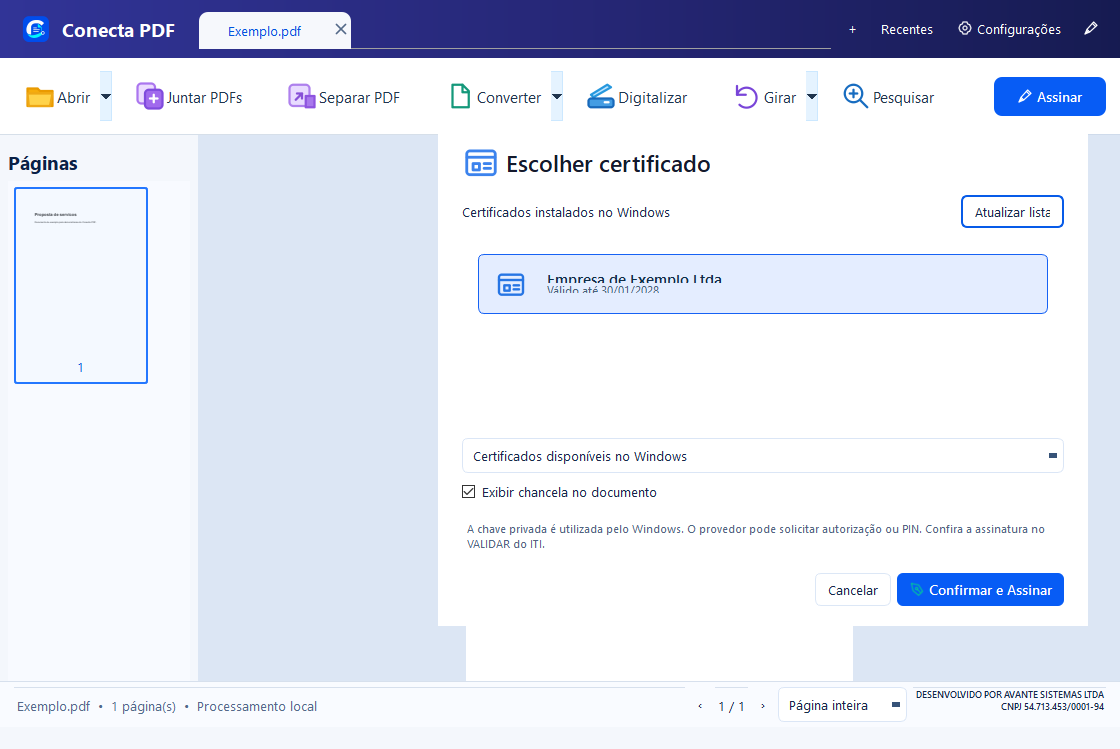 Conecta PDF
Exemplo.pdf
+
Recentes
Configurações
Abrir
Juntar PDFs
Separar PDF
Converter
Digitalizar
Girar
Pesquisar
Assinar
Páginas
Proposta de serviços
1
Escolher certificado
Certificados instalados no Windows
Atualizar lista
Empresa de Exemplo Ltda
Válido até 30/01/2028
Certificados disponíveis no Windows
Exibir chancela no documento
A chave privada é utilizada pelo Windows. O provedor pode solicitar autorização ou PIN. Confira a assinatura no
VALIDAR do ITI.
Cancelar
Confirmar e Assinar
Exemplo.pdf • 1 página(s) • Processamento local
‹ 1 / 1 ›
Página inteira
DESENVOLVIDO POR AVANTE SISTEMAS LTDA
CNPJ 54.713.453/0001-94